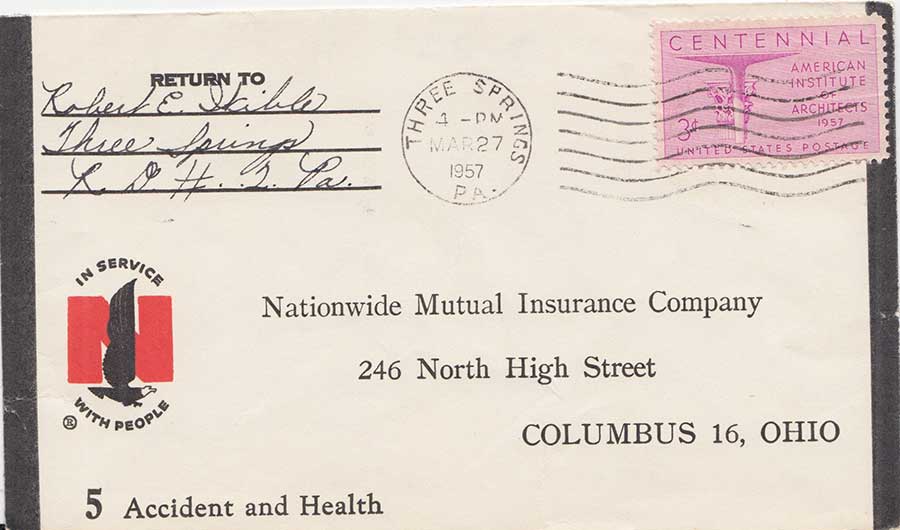 RETURN TO
Robert E.
Three Springs
R D #. 2 Pa.
THREE SPRINGS
4 - PM
MAR 27
1957
PA.
CENTENNIAL
AMERICAN
INSTITUTE
OF
ARCHITECTS
1957
3¢
UNITED STATES POSTAGE
IN SERVICE
N
WITH PEOPLE
®
Nationwide Mutual Insurance Company
246 North High Street
COLUMBUS 16, OHIO
5 Accident and Health